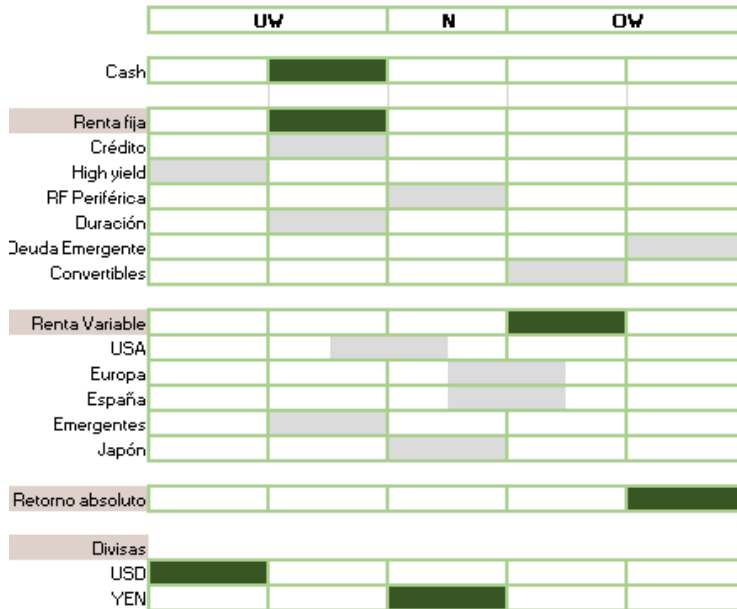 UW N OW
Cash
Renta fija
Crédito
High yield
RF Periférica
Duración
Deuda Emergente
Convertibles
Renta Variable
USA
Europa
España
Emergentes
Japón
Retorno absoluto
Divisas
USD
YEN